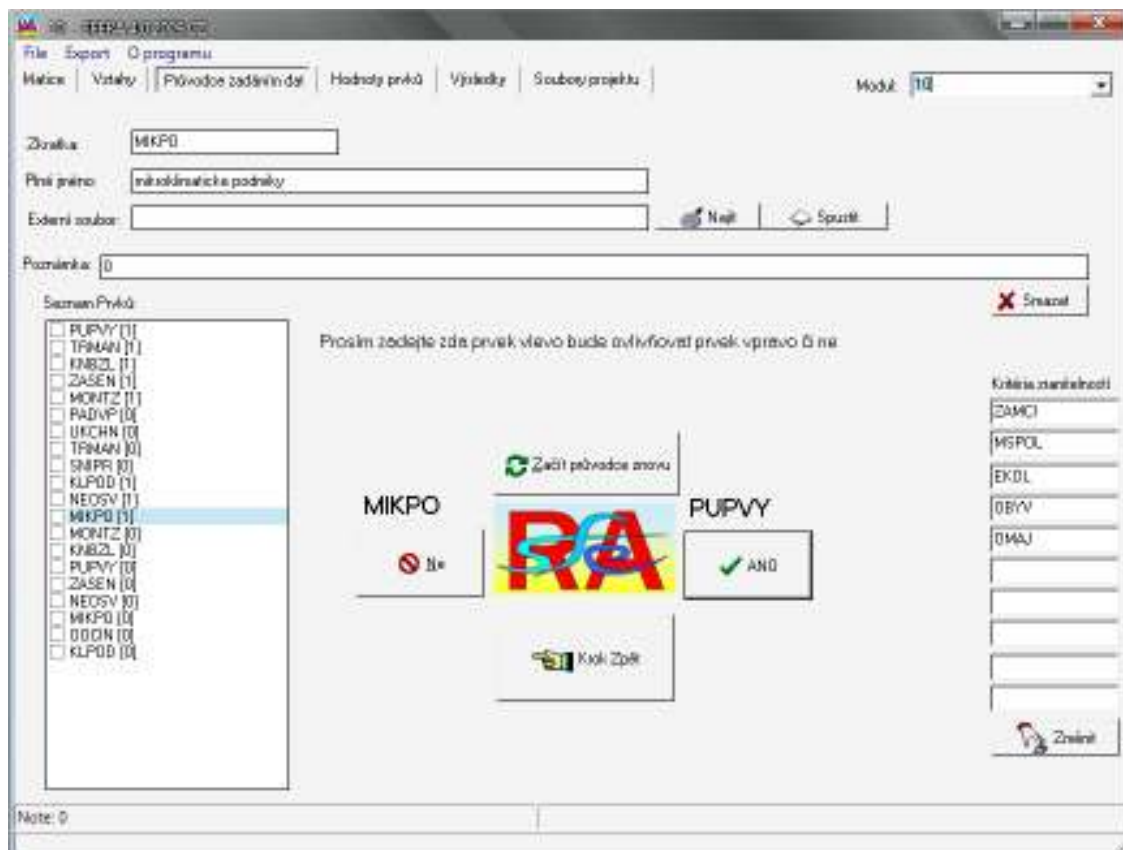 File Export O programu
Matice Vztahy Průvodce zadáním dat Hodnoty prvků Výsledky Soubory projektu
Modul: 10
Zkratka: MIKPO
Plné jméno: mikroklimaticke podmiky
Externí soubor: Najít Spustit
Poznámka: 0
Smazat
Seznam Prvků
PUPVY [1]
TRMAN [1]
KNBZL [1]
ZASEN [1]
MONTZ [1]
PADVP [0]
UKCHN [0]
TRMAN [0]
SNIPR [0]
KLPOD [1]
NEOSV [1]
MIKPO [1]
MONTZ [0]
KNBZL [0]
PUPVY [0]
ZASEN [0]
NEOSV [0]
MIKPO [0]
ODCIN [0]
KLPOD [0]
Prosím zadejte zda prvek vlevo bude ovlivňovat prvek vpravo či ne
Začít průvodce znovu
MIKPO
Ne
RA
PUPVY
ANO
Krok Zpět
Kritéria zranitelnosti
ZAMCI
MSPOL
EKOL
OBYV
OMAJ
Změnit
Note: 0